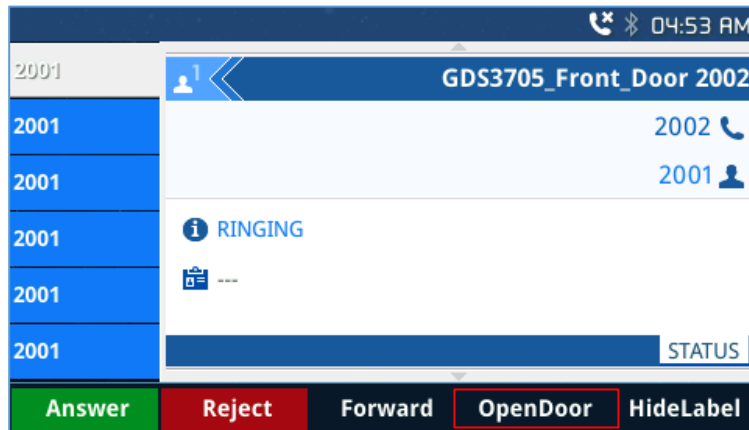 04:53 AM
2001
1
GDS3705_Front_Door 2002
2001
2002
2001
2001
2001
RINGING
2001
---
2001
STATUS
Answer Reject Forward OpenDoor HideLabel